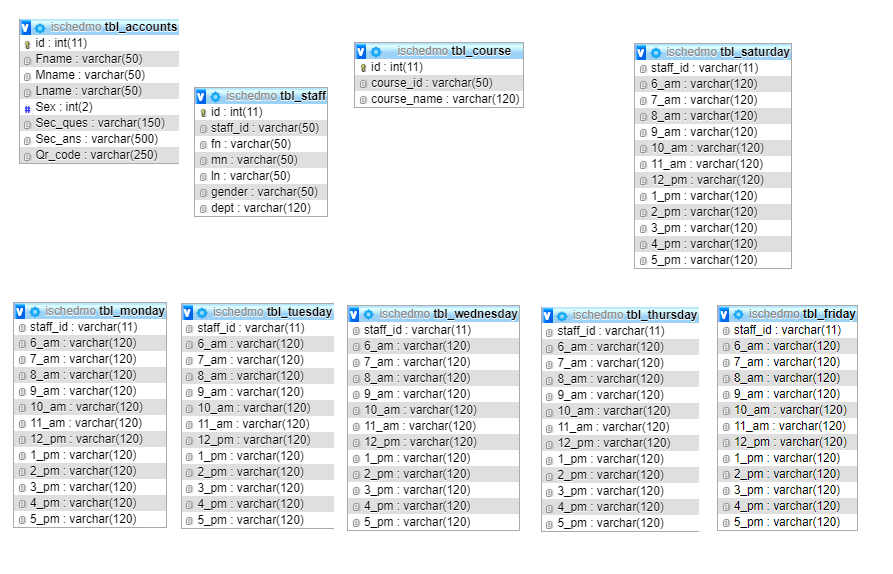 ischedmo tbl_accounts
id : int(11)
Fname : varchar(50)
Mname : varchar(50)
Lname : varchar(50)
# Sex : int(2)
Sec_ques : varchar(150)
Sec_ans : varchar(500)
Qr_code : varchar(250)
ischedmo tbl_staff
id : int(11)
staff_id : varchar(50)
fn : varchar(50)
mn : varchar(50)
ln : varchar(50)
gender : varchar(50)
dept : varchar(120)
ischedmo tbl_course
id : int(11)
course_id : varchar(50)
course_name : varchar(120)
ischedmo tbl_saturday
staff_id : varchar(11)
6_am : varchar(120)
7_am : varchar(120)
8_am : varchar(120)
9_am : varchar(120)
10_am : varchar(120)
11_am : varchar(120)
12_pm : varchar(120)
1_pm : varchar(120)
2_pm : varchar(120)
3_pm : varchar(120)
4_pm : varchar(120)
5_pm : varchar(120)
ischedmo tbl_monday
staff_id : varchar(11)
6_am : varchar(120)
7_am : varchar(120)
8_am : varchar(120)
9_am : varchar(120)
10_am : varchar(120)
11_am : varchar(120)
12_pm : varchar(120)
1_pm : varchar(120)
2_pm : varchar(120)
3_pm : varchar(120)
4_pm : varchar(120)
5_pm : varchar(120)
ischedmo tbl_tuesday
staff_id : varchar(11)
6_am : varchar(120)
7_am : varchar(120)
8_am : varchar(120)
9_am : varchar(120)
10_am : varchar(120)
11_am : varchar(120)
12_pm : varchar(120)
1_pm : varchar(120)
2_pm : varchar(120)
3_pm : varchar(120)
4_pm : varchar(120)
5_pm : varchar(120)
ischedmo tbl_wednesday
staff_id : varchar(11)
6_am : varchar(120)
7_am : varchar(120)
8_am : varchar(120)
9_am : varchar(120)
10_am : varchar(120)
11_am : varchar(120)
12_pm : varchar(120)
1_pm : varchar(120)
2_pm : varchar(120)
3_pm : varchar(120)
4_pm : varchar(120)
5_pm : varchar(120)
ischedmo tbl_thursday
staff_id : varchar(11)
6_am : varchar(120)
7_am : varchar(120)
8_am : varchar(120)
9_am : varchar(120)
10_am : varchar(120)
11_am : varchar(120)
12_pm : varchar(120)
1_pm : varchar(120)
2_pm : varchar(120)
3_pm : varchar(120)
4_pm : varchar(120)
5_pm : varchar(120)
ischedmo tbl_friday
staff_id : varchar(11)
6_am : varchar(120)
7_am : varchar(120)
8_am : varchar(120)
9_am : varchar(120)
10_am : varchar(120)
11_am : varchar(120)
12_pm : varchar(120)
1_pm : varchar(120)
2_pm : varchar(120)
3_pm : varchar(120)
4_pm : varchar(120)
5_pm : varchar(120)